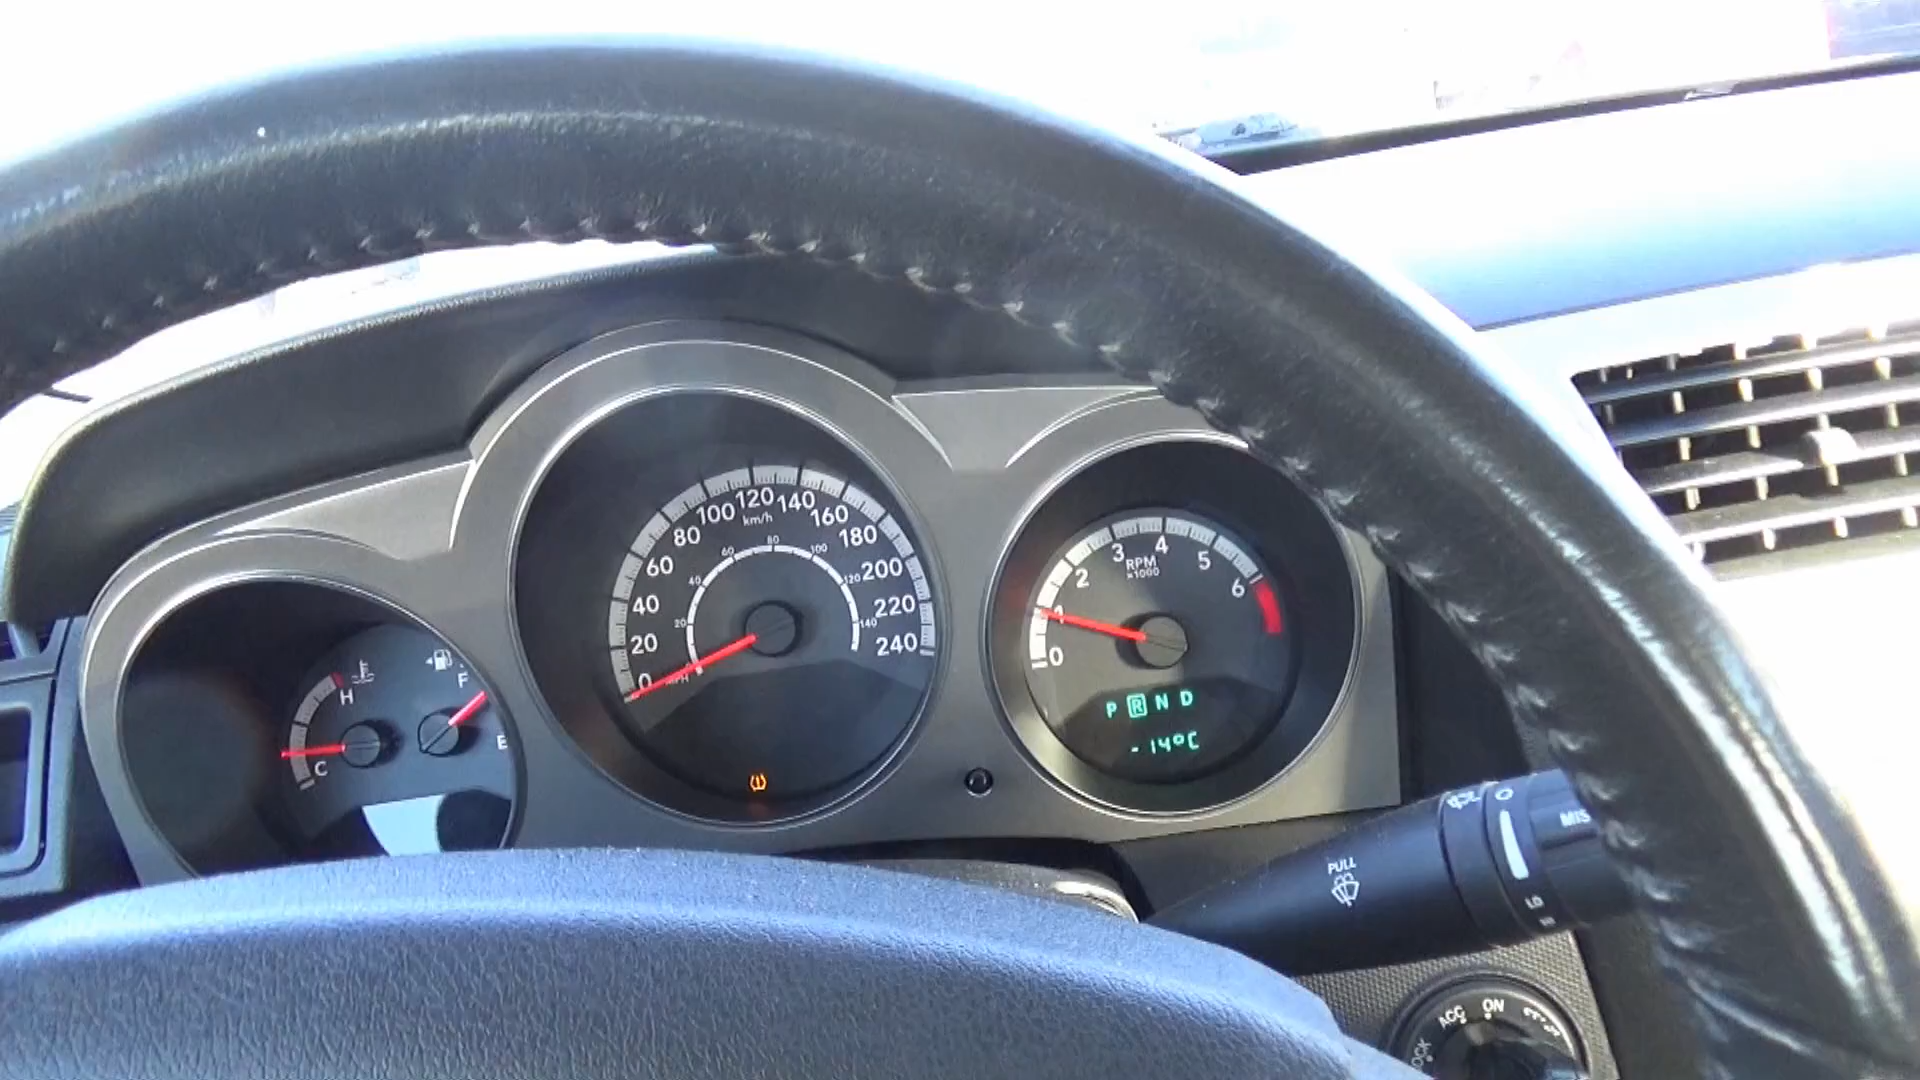 H
C
F
E
0 20 40 60 80 100 120 140 160 180 200 220 240
km/h
20 40 60 80 100 120 140
MPH
0 1 2 3 4 5 6
RPM
x1000
P R N D
-14°C
PULL
MIS
LO
ACC ON